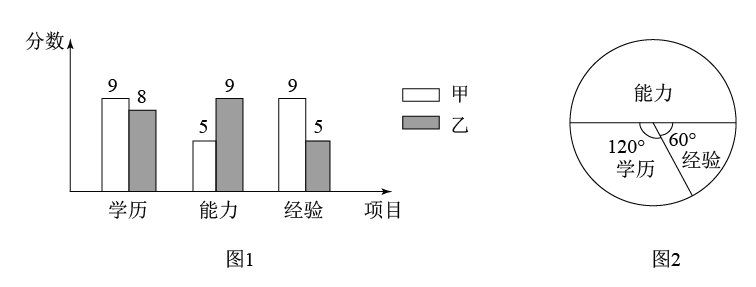 分数
9 8 5 9 9 5
甲
乙
学历 能力 经验 项目
图1
能力
120° 60°
学历 经验
图2